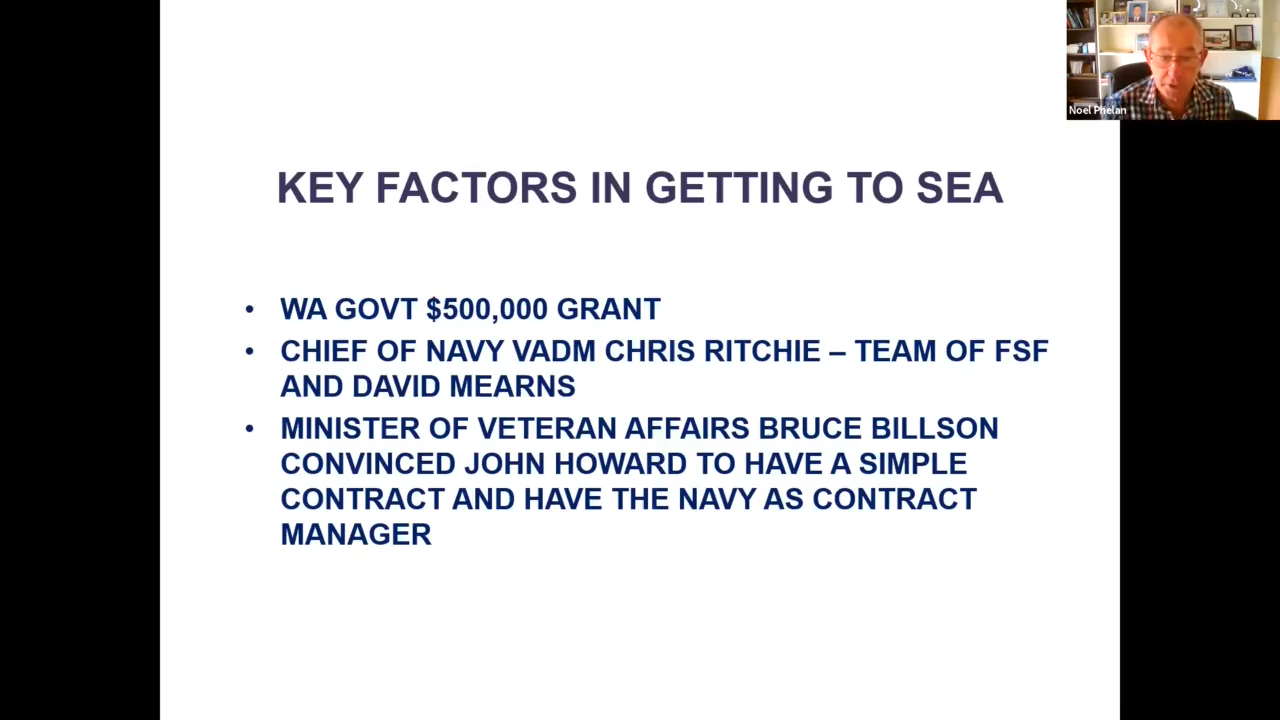 Noel Phelan
KEY FACTORS IN GETTING TO SEA
• WA GOVT $500,000 GRANT
• CHIEF OF NAVY VADM CHRIS RITCHIE – TEAM OF FSF
AND DAVID MEARNS
• MINISTER OF VETERAN AFFAIRS BRUCE BILLSON
CONVINCED JOHN HOWARD TO HAVE A SIMPLE
CONTRACT AND HAVE THE NAVY AS CONTRACT
MANAGER